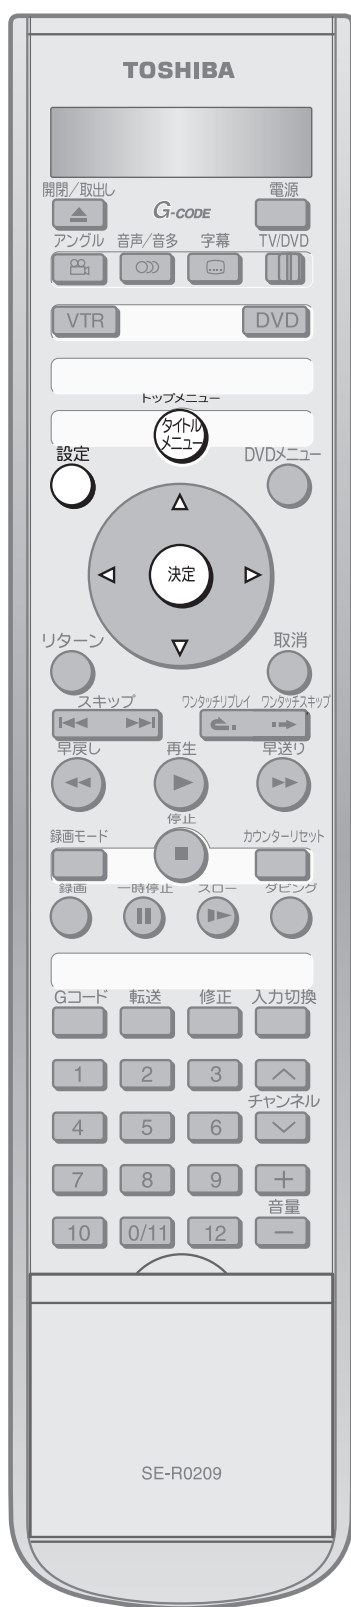 TOSHIBA
開閉/取出し
G-CODE
電源
アングル 音声/音多 字幕 TV/DVD
VTR DVD
トップメニュー
タイトル
メニュー
設定 DVDメニュー
決定
リターン 取消
スキップ ワンタッチリプレイ ワンタッチスキップ
早戻し 再生 早送り
停止
録画モード カウンターリセット
録画 一時停止 スロー ダビング
Gコード 転送 修正 入力切換
1 2 3
チャンネル
4 5 6
7 8 9 +
音量
10 0/11 12 −
SE-R0209